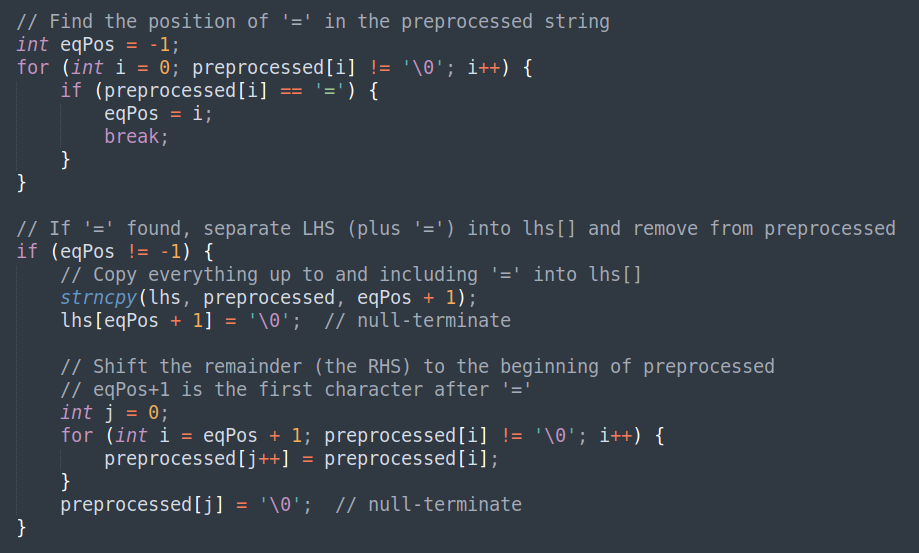 // Find the position of '=' in the preprocessed string
int eqPos = -1;
for (int i = 0; preprocessed[i] != '\0'; i++) {
    if (preprocessed[i] == '=') {
        eqPos = i;
        break;
    }
}

// If '=' found, separate LHS (plus '=') into lhs[] and remove from preprocessed
if (eqPos != -1) {
    // Copy everything up to and including '=' into lhs[]
    strncpy(lhs, preprocessed, eqPos + 1);
    lhs[eqPos + 1] = '\0';  // null-terminate

    // Shift the remainder (the RHS) to the beginning of preprocessed
    // eqPos+1 is the first character after '='
    int j = 0;
    for (int i = eqPos + 1; preprocessed[i] != '\0'; i++) {
        preprocessed[j++] = preprocessed[i];
    }
    preprocessed[j] = '\0';  // null-terminate
}